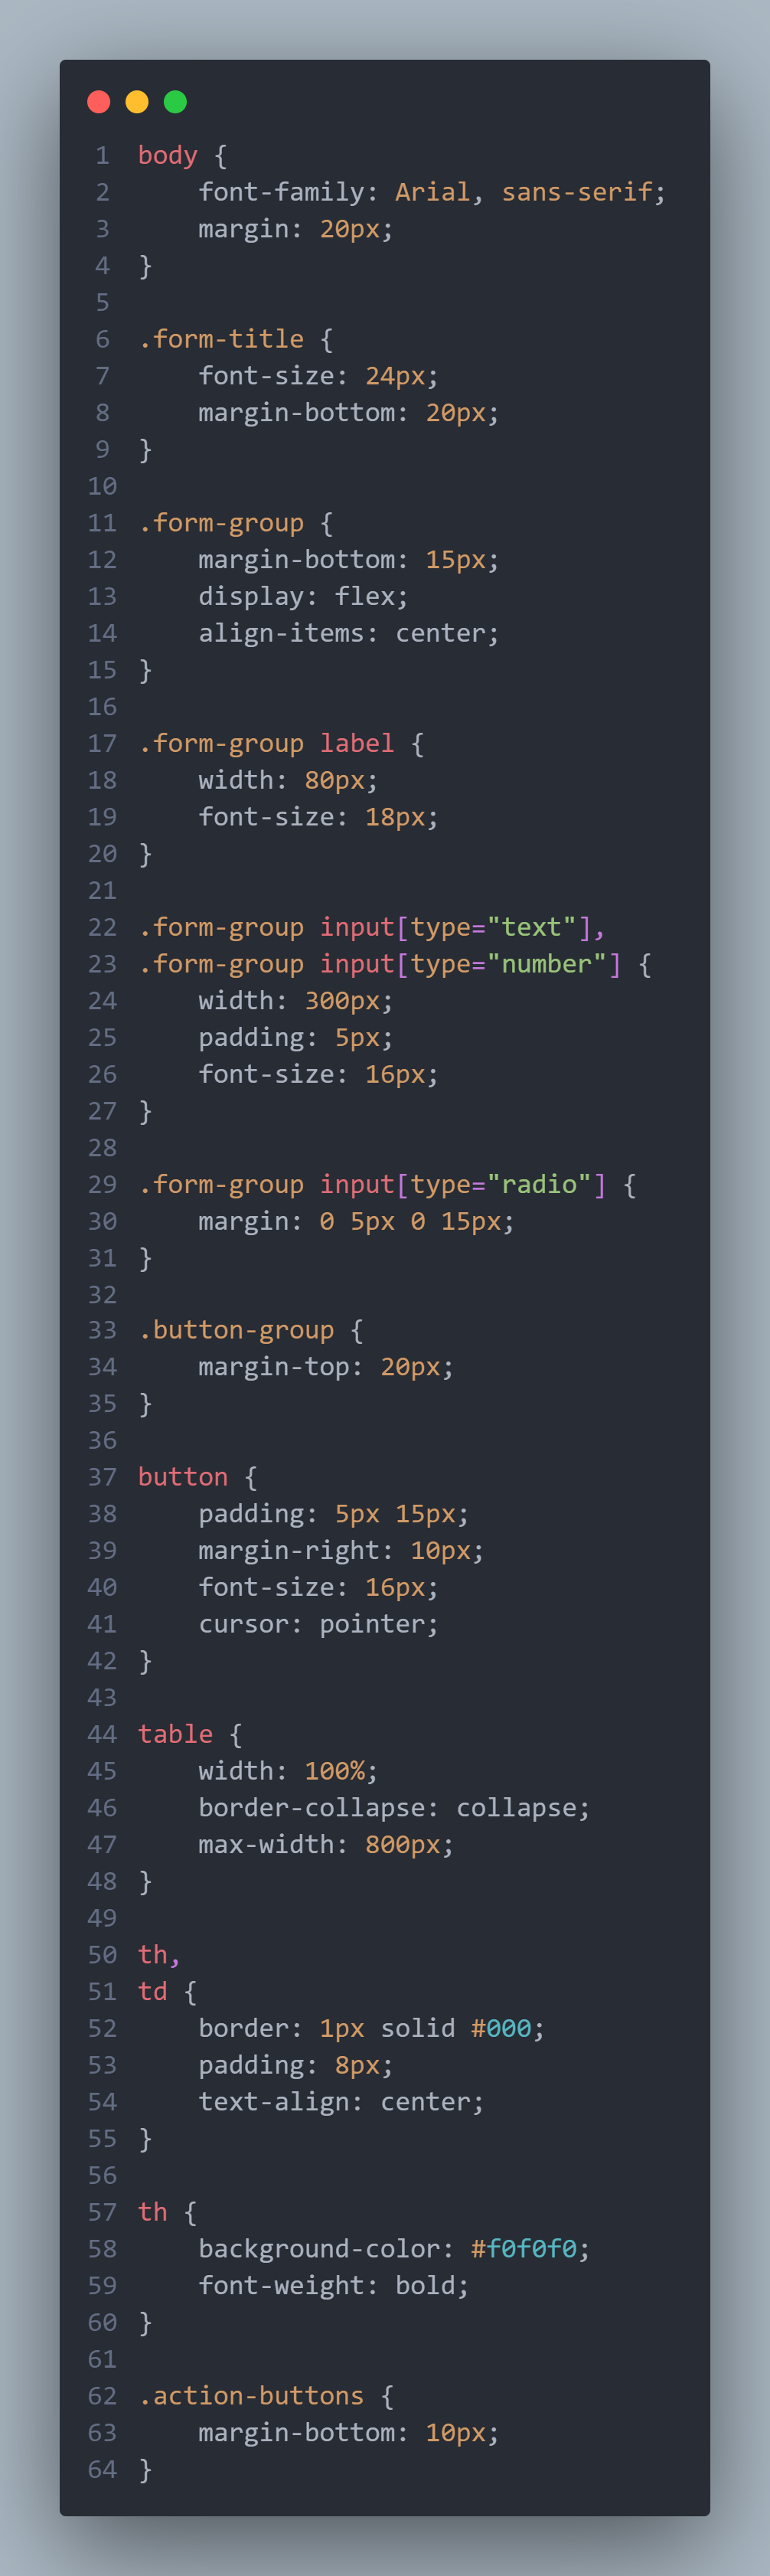 1 body {
2     font-family: Arial, sans-serif;
3     margin: 20px;
4 }
5
6 .form-title {
7     font-size: 24px;
8     margin-bottom: 20px;
9 }
10
11 .form-group {
12     margin-bottom: 15px;
13     display: flex;
14     align-items: center;
15 }
16
17 .form-group label {
18     width: 80px;
19     font-size: 18px;
20 }
21
22 .form-group input[type="text"],
23 .form-group input[type="number"] {
24     width: 300px;
25     padding: 5px;
26     font-size: 16px;
27 }
28
29 .form-group input[type="radio"] {
30     margin: 0 5px 0 15px;
31 }
32
33 .button-group {
34     margin-top: 20px;
35 }
36
37 button {
38     padding: 5px 15px;
39     margin-right: 10px;
40     font-size: 16px;
41     cursor: pointer;
42 }
43
44 table {
45     width: 100%;
46     border-collapse: collapse;
47     max-width: 800px;
48 }
49
50 th,
51 td {
52     border: 1px solid #000;
53     padding: 8px;
54     text-align: center;
55 }
56
57 th {
58     background-color: #f0f0f0;
59     font-weight: bold;
60 }
61
62 .action-buttons {
63     margin-bottom: 10px;
64 }